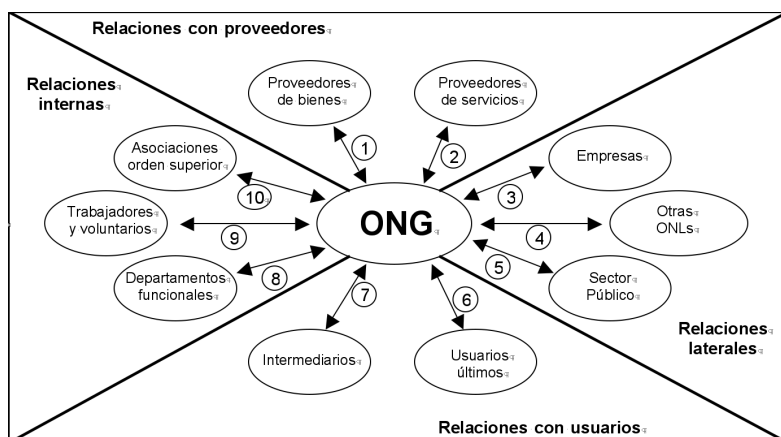 Relaciones con proveedores
Relaciones
internas
Proveedores
de bienes
Proveedores
de servicios
Asociaciones
orden superior
1
2
Empresas
10
3
Trabajadores
y voluntarios
9
ONG
4
Otras
ONLs
Departamentos
funcionales
8
5
Sector
Público
7
6
Intermediarios
Usuarios
últimos
Relaciones
laterales
Relaciones con usuarios